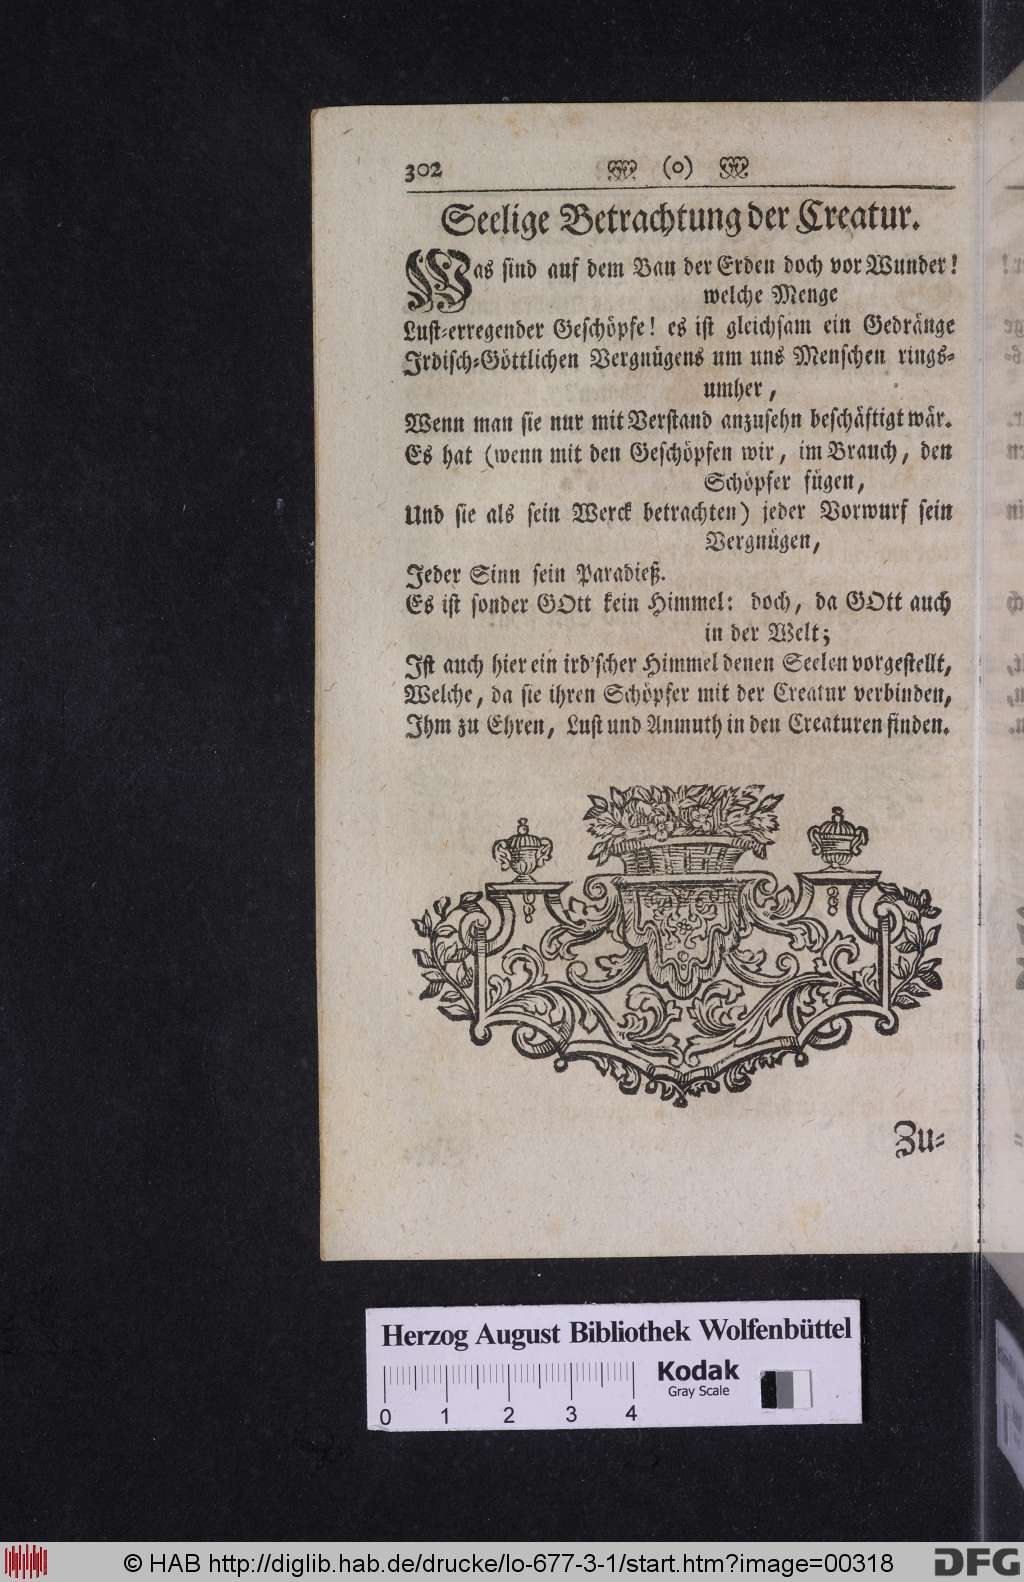 302 (o)
Seelige Betrachtung der Creatur.
Was sind auf dem Bau der Erden doch vor Wunder!
welche Menge
Lust-erregender Geschöpfe! es ist gleichsam ein Gedränge
Irdisch-Göttlichen Vergnügens um uns Menschen rings-
umher,
Wenn man sie nur mit Verstand anzusehn beschäftigt wär.
Es hat (wenn mit den Geschöpfen wir, im Brauch, den
Schöpfer fügen,
Und sie als sein Werck betrachten) jeder Vorwurf sein
Vergnügen,
Jeder Sinn sein Paradieß.
Es ist sonder GOtt kein Himmel: doch, da GOtt auch
in der Welt;
Ist auch hier ein ird'scher Himmel denen Seelen vorgestellt,
Welche, da sie ihren Schöpfer mit der Creatur verbinden,
Ihm zu Ehren, Lust und Anmuth in den Creaturen finden.
Zu-
Herzog August Bibliothek Wolfenbüttel
Kodak
Gray Scale
0 1 2 3 4
© HAB http://diglib.hab.de/drucke/lo-677-3-1/start.htm?image=00318
DFG